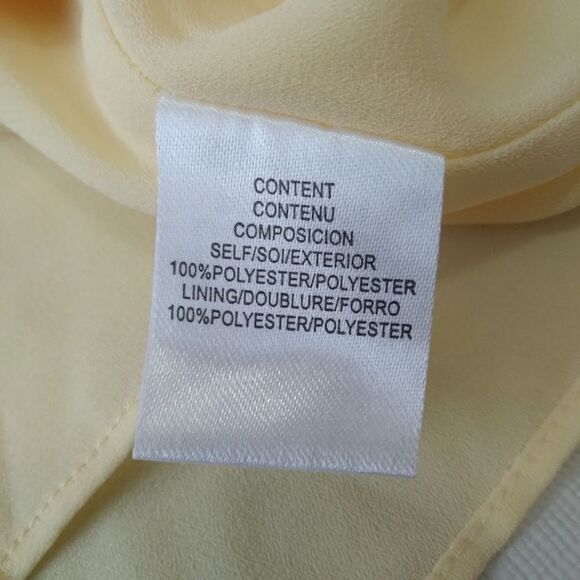 CONTENT
CONTENU
COMPOSICION
SELF/SOI/EXTERIOR
100%POLYESTER/POLYESTER
LINING/DOUBLURE/FORRO
100%POLYESTER/POLYESTER